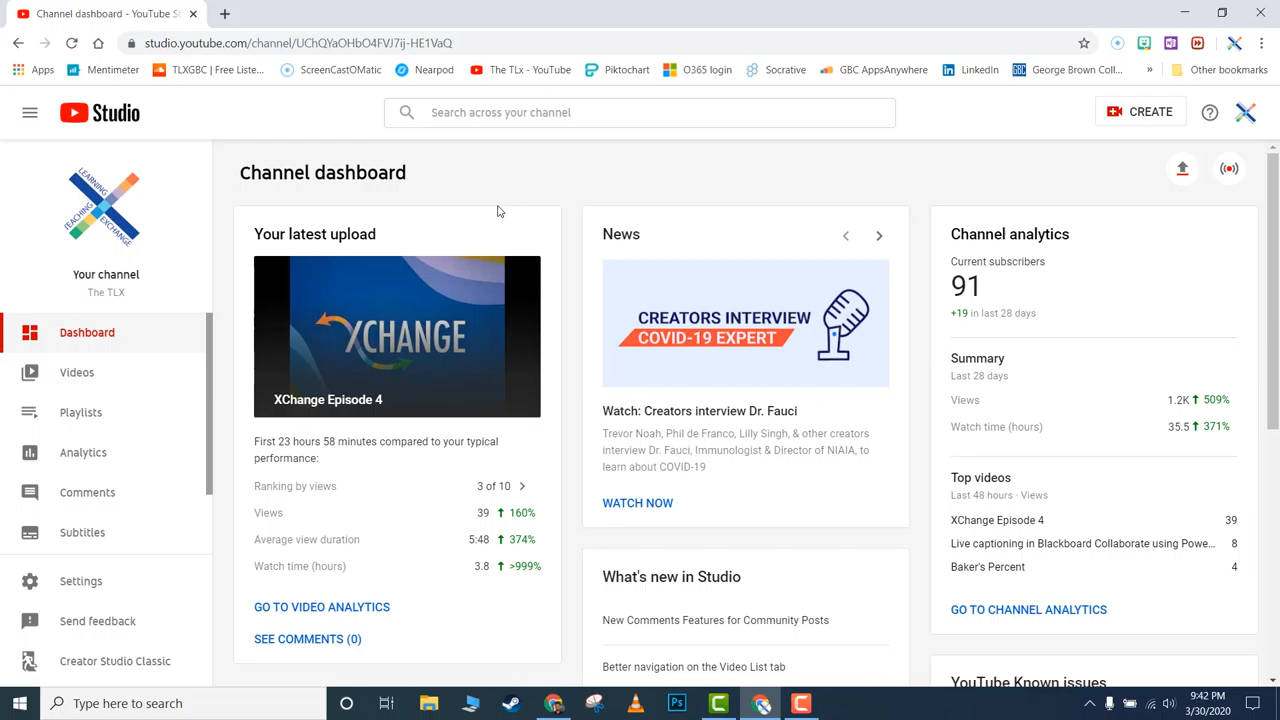 Channel dashboard - YouTube St
studio.youtube.com/channel/UChQYaOHbO4FVJ7ij-HE1VaQ
Apps
Mentimeter
TLXGBC | Free Liste...
ScreenCastOMatic
Nearpod
The TLx - YouTube
Piktochart
O365 login
Socrative
GBC AppsAnywhere
LinkedIn
George Brown Coll...
»
Other bookmarks
Studio
Search across your channel
CREATE
LEARNING
TEACHING EXCHANGE
Your channel
The TLX
Dashboard
Videos
Playlists
Analytics
Comments
Subtitles
Settings
Send feedback
Creator Studio Classic
Channel dashboard
Your latest upload
XCHANGE
XChange Episode 4
First 23 hours 58 minutes compared to your typical
performance:
Ranking by views 3 of 10
Views 39 160%
Average view duration 5:48 374%
Watch time (hours) 3.8 >999%
GO TO VIDEO ANALYTICS
SEE COMMENTS (0)
News
CREATORS INTERVIEW
COVID-19 EXPERT
Watch: Creators interview Dr. Fauci
Trevor Noah, Phil de Franco, Lilly Singh, & other creators
interview Dr. Fauci, Immunologist & Director of NIAIA, to
learn about COVID-19
WATCH NOW
What's new in Studio
New Comments Features for Community Posts
Better navigation on the Video List tab
Channel analytics
Current subscribers
91
+19 in last 28 days
Summary
Last 28 days
Views 1.2K 509%
Watch time (hours) 35.5 371%
Top videos
Last 48 hours · Views
XChange Episode 4 39
Live captioning in Blackboard Collaborate using Powe... 8
Baker's Percent 4
GO TO CHANNEL ANALYTICS
YouTube Known issues
Type here to search
Ps
9:42 PM
3/30/2020